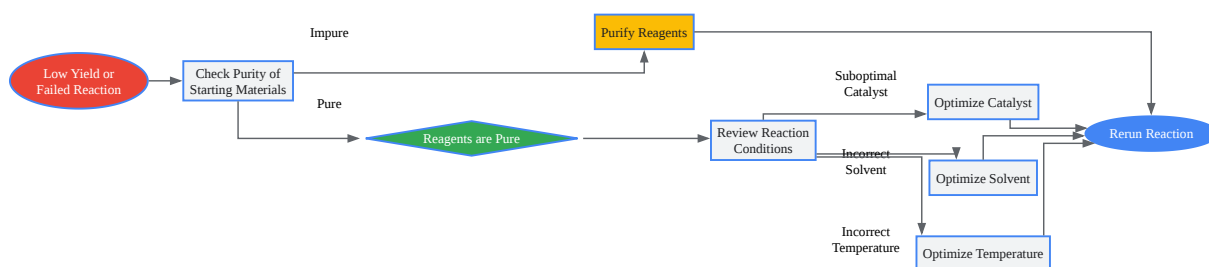 Impure
Purify Reagents
Low Yield or
Failed Reaction
Check Purity of
Starting Materials
Pure
Reagents are Pure
Review Reaction
Conditions
Suboptimal
Catalyst
Optimize Catalyst
Incorrect
Solvent
Optimize Solvent
Incorrect
Temperature
Optimize Temperature
Rerun Reaction